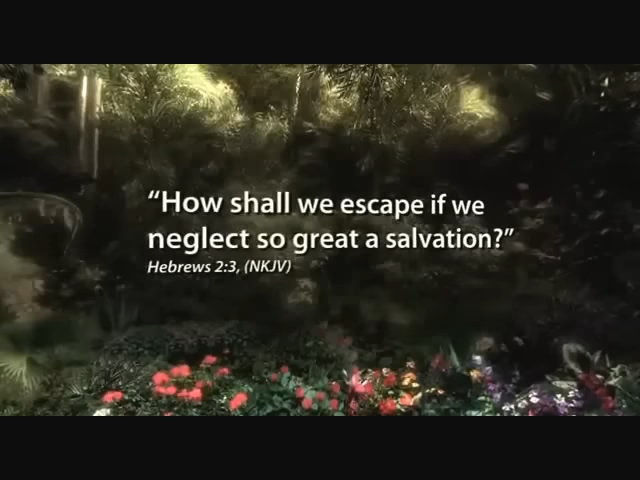 “How shall we escape if we
neglect so great a salvation?”
Hebrews 2:3, (NKJV)